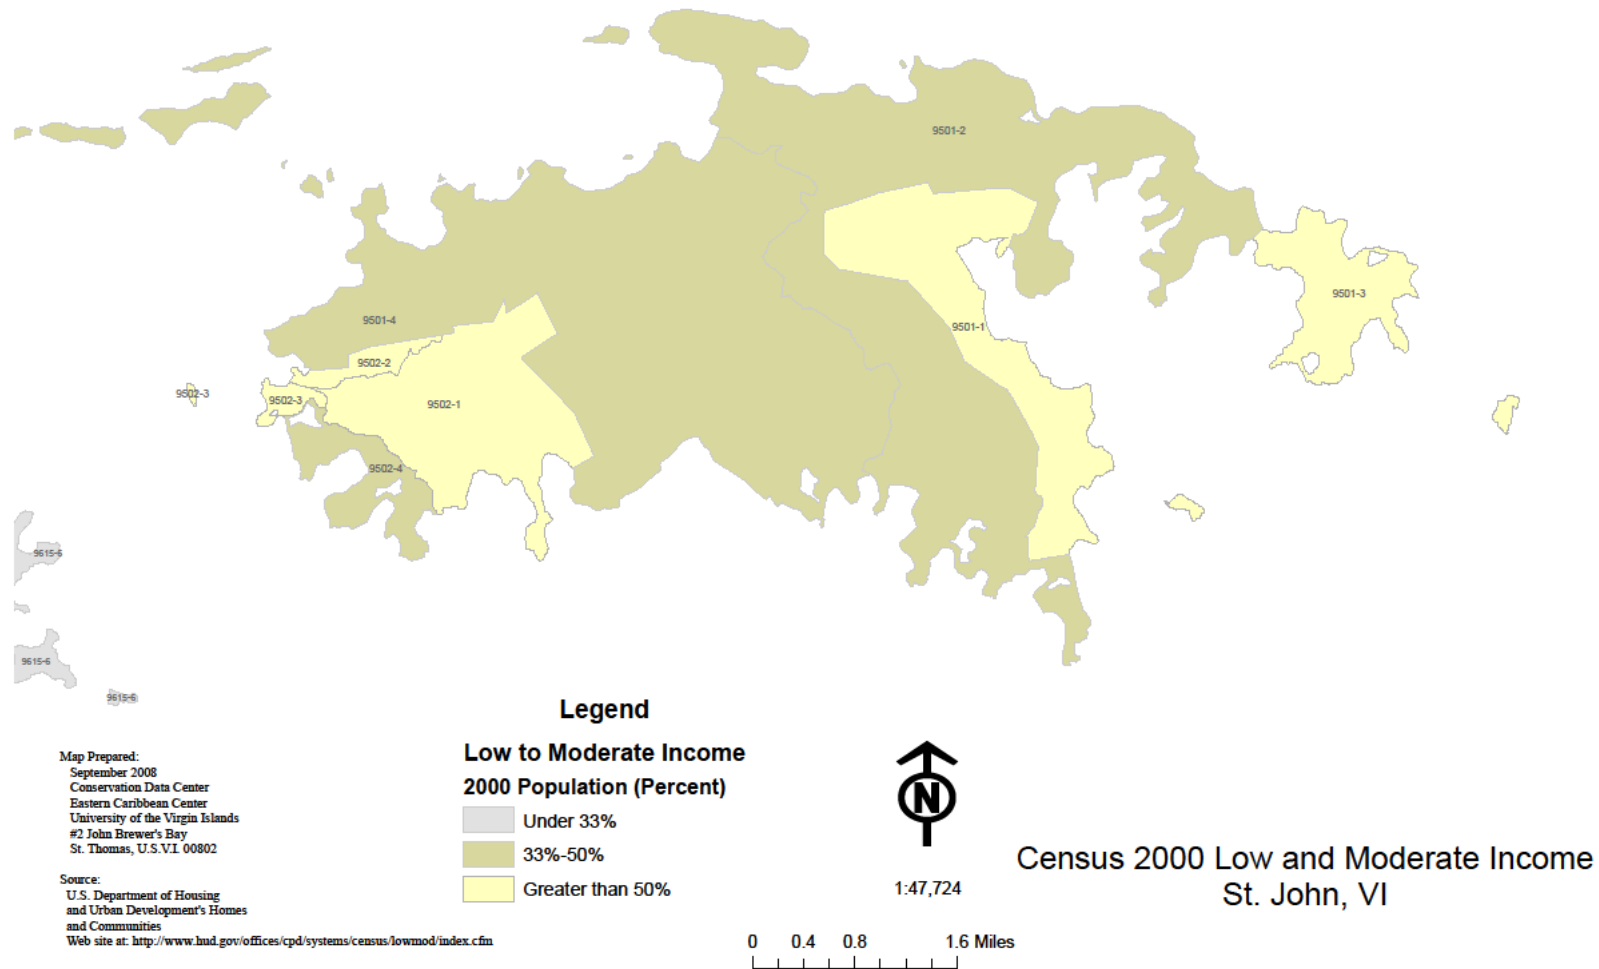 9501-2
9501-3
9501-4
9501-1
9502-2
9502-3
9502-3
9502-1
9502-4
9615-6
9615-6
9615-6
Legend
Low to Moderate Income
2000 Population (Percent)
Under 33%
33%-50%
Greater than 50%
Map Prepared:
September 2008
Conservation Data Center
Eastern Caribbean Center
University of the Virgin Islands
#2 John Brewer's Bay
St. Thomas, U.S.V.I. 00802
Source:
U.S. Department of Housing
and Urban Development's Homes
and Communities
Web site at: http://www.hud.gov/offices/cpd/systems/census/lowmod/index.cfm
N
1:47,724
Census 2000 Low and Moderate Income
St. John, VI
0 0.4 0.8 1.6 Miles